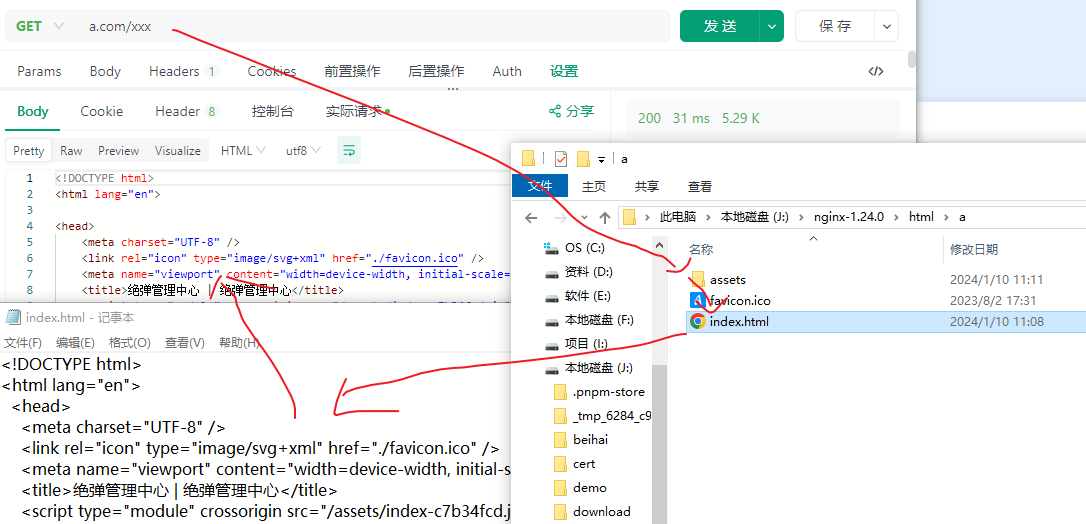 GET a.com/xxx 发 送 保 存
Params Body Headers 1 Cookies 前置操作 后置操作 Auth 设置 </>
Body Cookie Header 8 控制台 实际请求 分享 200 31 ms 5.29 K
Pretty Raw Preview Visualize HTML utf8
1 <!DOCTYPE html>
2 <html lang="en">
3
4 <head>
5 <meta charset="UTF-8" />
6 <link rel="icon" type="image/svg+xml" href="./favicon.ico" />
7 <meta name="viewport" content="width=device-width, initial-scale=
8 <title>绝弹管理中心 | 绝弹管理中心</title>
a
文件 主页 共享 查看
此电脑 本地磁盘 (J:) nginx-1.24.0 html a
名称 修改日期
OS (C:)
资料 (D:)
软件 (E:)
本地磁盘 (F:)
项目 (I:)
本地磁盘 (J:)
.pnpm-store
_tmp_6284_c9
beihai
cert
demo
download
assets 2024/1/10 11:11
favicon.ico 2023/8/2 17:31
index.html 2024/1/10 11:08
index.html - 记事本
文件(F) 编辑(E) 格式(O) 查看(V) 帮助(H)
<!DOCTYPE html>
<html lang="en">
<head>
<meta charset="UTF-8" />
<link rel="icon" type="image/svg+xml" href="./favicon.ico" />
<meta name="viewport" content="width=device-width, initial-s
<title>绝弹管理中心 | 绝弹管理中心</title>
<script type="module" crossorigin src="/assets/index-c7b34fcd.j